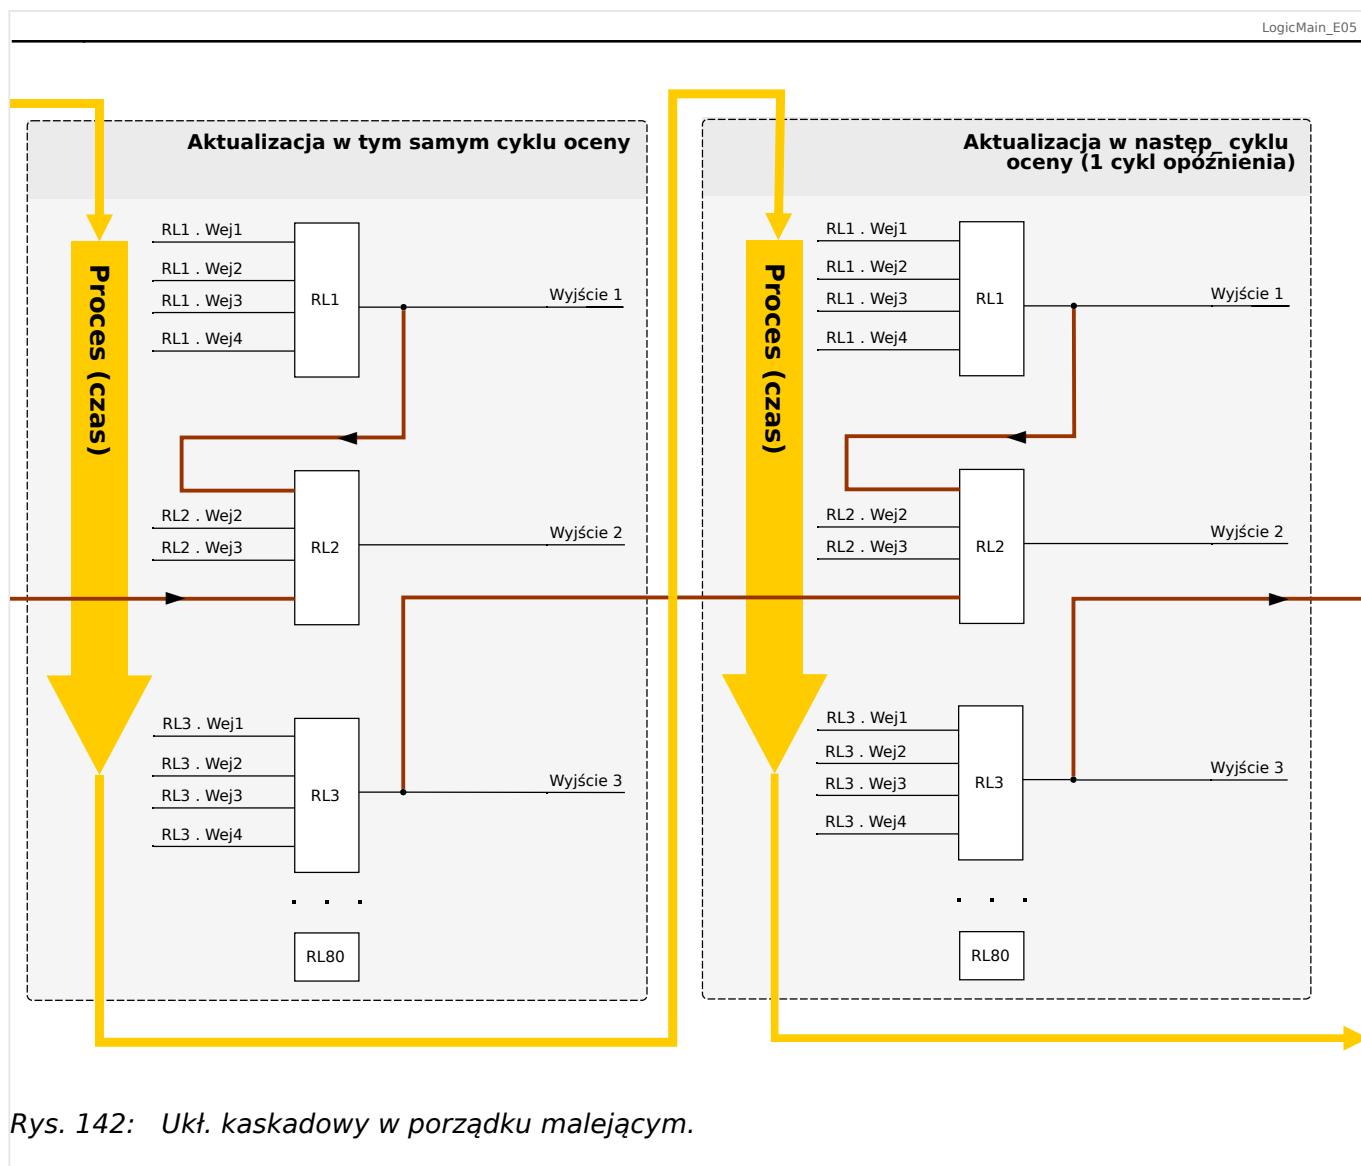 LogicMain_E05
Aktualizacja w tym samym cyklu oceny
Proces (czas)
RL1 . Wej1
RL1 . Wej2
RL1 . Wej3
RL1 . Wej4
RL1
Wyjście 1
RL2 . Wej2
RL2 . Wej3
RL2
Wyjście 2
RL3 . Wej1
RL3 . Wej2
RL3 . Wej3
RL3 . Wej4
RL3
Wyjście 3
. . .
RL80
Aktualizacja w następ_ cyklu
oceny (1 cykl opóźnienia)
Proces (czas)
RL1 . Wej1
RL1 . Wej2
RL1 . Wej3
RL1 . Wej4
RL1
Wyjście 1
RL2 . Wej2
RL2 . Wej3
RL2
Wyjście 2
RL3 . Wej1
RL3 . Wej2
RL3 . Wej3
RL3 . Wej4
RL3
Wyjście 3
. . .
RL80
Rys. 142: Ukł. kaskadowy w porządku malejącym.